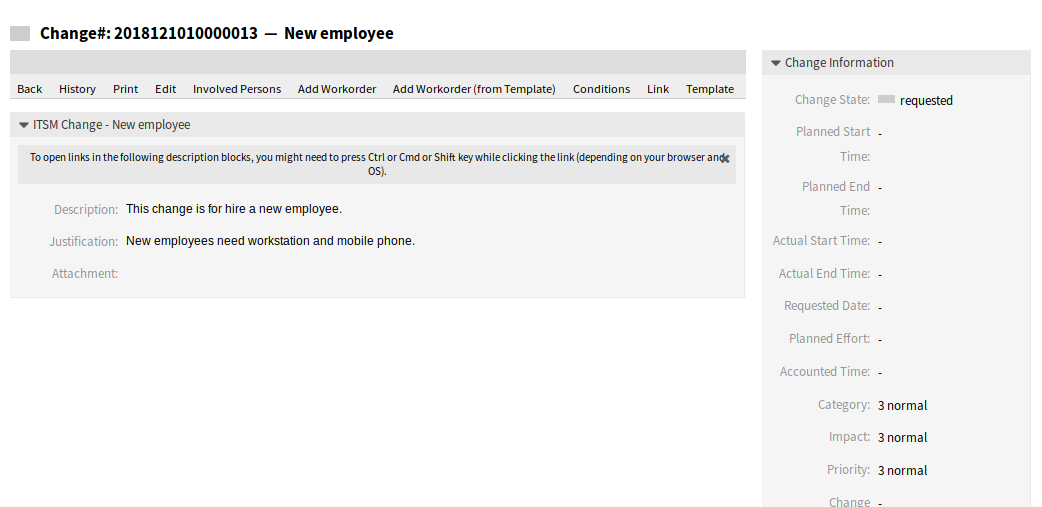 Change#: 2018121010000013 — New employee
Back History Print Edit Involved Persons Add Workorder Add Workorder (from Template) Conditions Link Template
ITSM Change - New employee
To open links in the following description blocks, you might need to press Ctrl or Cmd or Shift key while clicking the link (depending on your browser and
OS).
Description: This change is for hire a new employee.
Justification: New employees need workstation and mobile phone.
Attachment:
Change Information
Change State: requested
Planned Start -
Time:
Planned End -
Time:
Actual Start Time: -
Actual End Time: -
Requested Date: -
Planned Effort: -
Accounted Time: -
Category: 3 normal
Impact: 3 normal
Priority: 3 normal
Change -